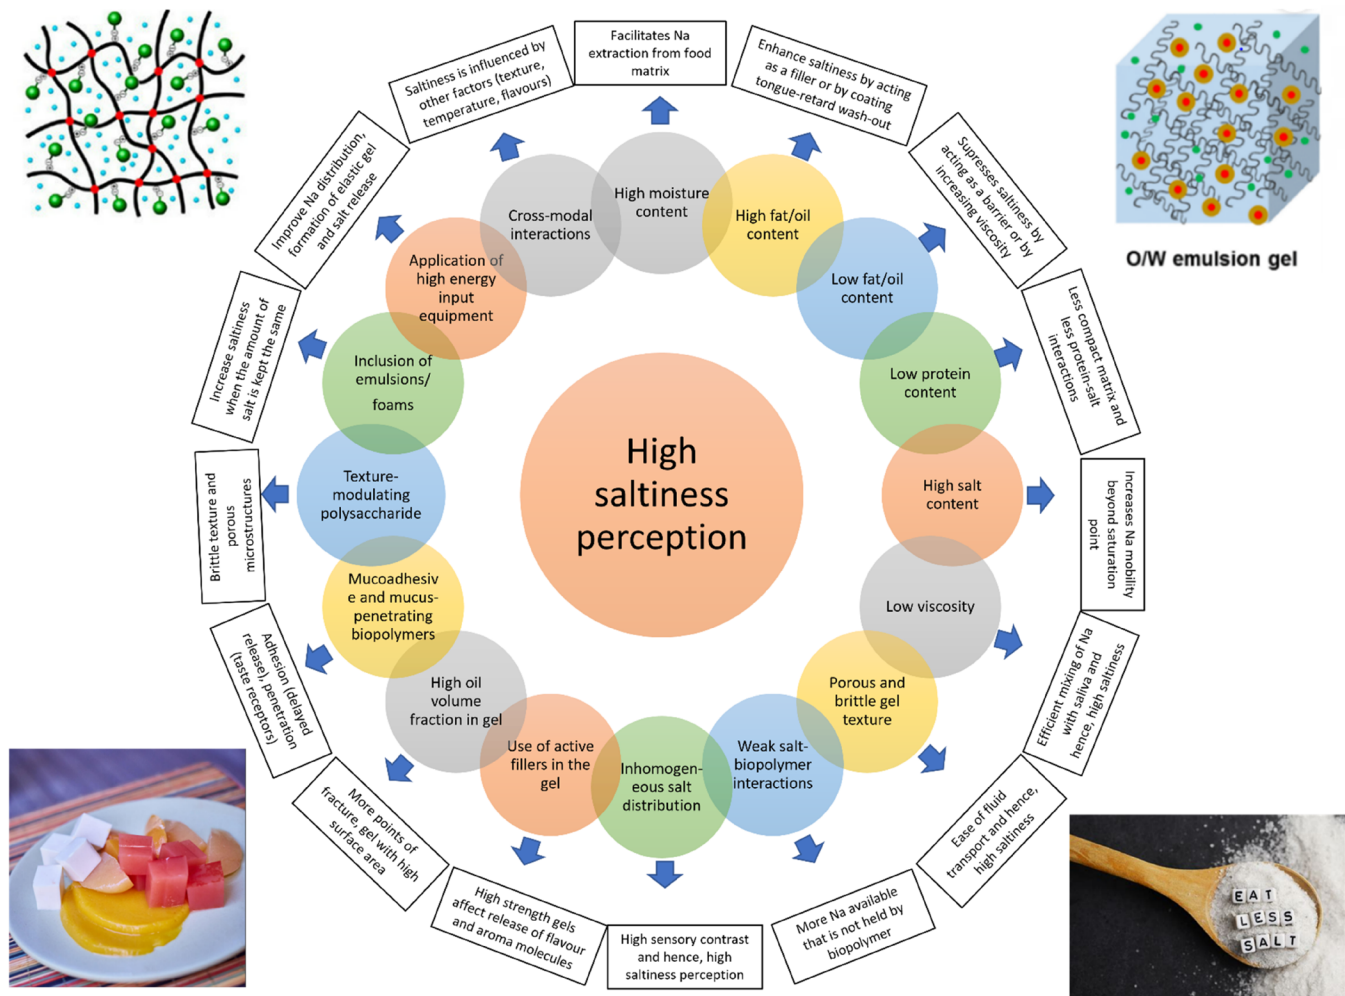 Facilitates Na
extraction from food
matrix
Enhance saltiness by acting
as a filler or by coating
tongue-retard wash-out
Supresses saltiness by
acting as a barrier or by
increasing viscosity
Less compact matrix and
less protein-salt
interactions
Increases Na mobility
beyond saturation
point
Efficient mixing of Na
with saliva and
hence, high saltiness
Ease of fluid
transport and hence,
high saltiness
More Na available
that is not held by
biopolymer
High sensory contrast
and hence, high
saltiness perception
High strength gels
affect release of flavour
and aroma molecules
More points of
fracture, gel with high
surface area
Adhesion (delayed
release), penetration
(taste receptors)
Brittle texture and
porous
microstructures
Increase saltiness
when the amount of
salt is kept the same
Improve Na distribution,
formation of elastic gel
and salt release
Saltiness is influenced by
other factors (texture,
temperature, flavours)
High moisture
content
High fat/oil
content
Low fat/oil
content
Low protein
content
High salt
content
Low viscosity
Porous and
brittle gel
texture
Weak salt-
biopolymer
interactions
Inhomogen-
eous salt
distribution
Use of active
fillers in the
gel
High oil
volume
fraction in gel
Mucoadhesiv
e and mucus-
penetrating
biopolymers
Texture-
modulating
polysaccharide
Inclusion of
emulsions/
foams
Application of
high energy
input
equipment
Cross-modal
interactions
High
saltiness
perception
O/W emulsion gel
EAT
LESS
SALT